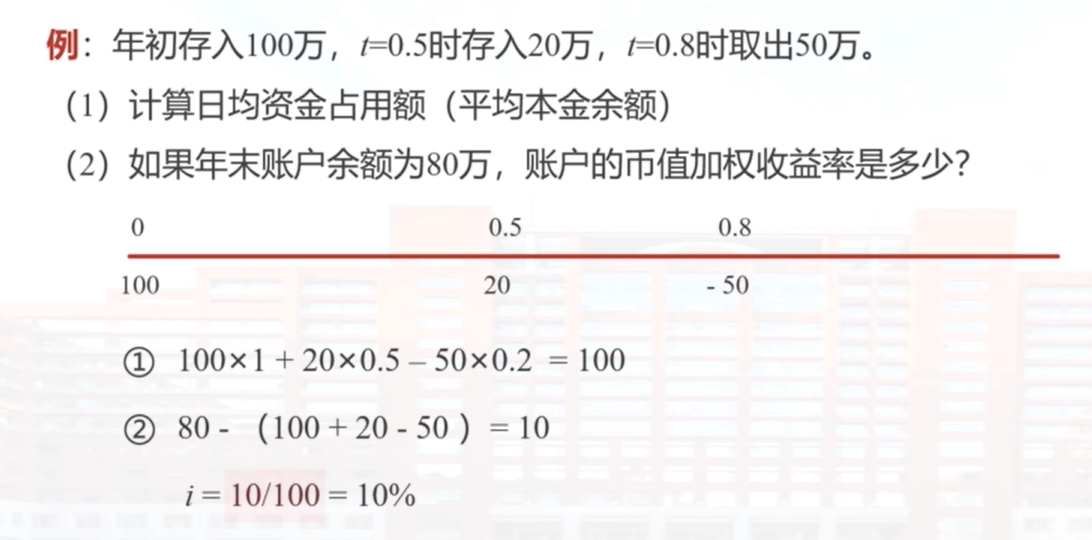 例：年初存入100万，t=0.5时存入20万，t=0.8时取出50万。
（1）计算日均资金占用额（平均本金余额）
（2）如果年末账户余额为80万，账户的币值加权收益率是多少？
0 0.5 0.8
100 20 - 50
① 100×1 + 20×0.5 – 50×0.2 = 100
② 80 -（100 + 20 - 50 ）= 10
i = 10/100 = 10%